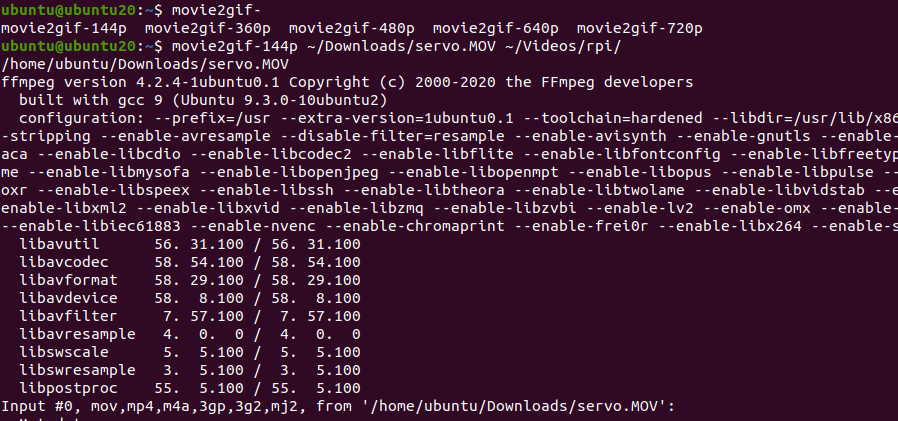 ubuntu@ubuntu20:~$ movie2gif-
movie2gif-144p  movie2gif-360p  movie2gif-480p  movie2gif-640p  movie2gif-720p
ubuntu@ubuntu20:~$ movie2gif-144p ~/Downloads/servo.MOV ~/Videos/rpi/
/home/ubuntu/Downloads/servo.MOV
ffmpeg version 4.2.4-1ubuntu0.1 Copyright (c) 2000-2020 the FFmpeg developers
  built with gcc 9 (Ubuntu 9.3.0-10ubuntu2)
  configuration: --prefix=/usr --extra-version=1ubuntu0.1 --toolchain=hardened --libdir=/usr/lib/x86
-stripping --enable-avresample --disable-filter=resample --enable-avisynth --enable-gnutls --enable-
aca --enable-libcdio --enable-libcodec2 --enable-libflite --enable-libfontconfig --enable-libfreetyp
me --enable-libmysofa --enable-libopenjpeg --enable-libopenmpt --enable-libopus --enable-libpulse --
oxr --enable-libspeex --enable-libssh --enable-libtheora --enable-libtwolame --enable-libvidstab --e
enable-libxml2 --enable-libxvid --enable-libzmq --enable-libzvbi --enable-lv2 --enable-omx --enable-
--enable-libiec61883 --enable-nvenc --enable-chromaprint --enable-frei0r --enable-libx264 --enable-s
  libavutil      56. 31.100 / 56. 31.100
  libavcodec     58. 54.100 / 58. 54.100
  libavformat    58. 29.100 / 58. 29.100
  libavdevice    58.  8.100 / 58.  8.100
  libavfilter     7. 57.100 /  7. 57.100
  libavresample   4.  0.  0 /  4.  0.  0
  libswscale      5.  5.100 /  5.  5.100
  libswresample   3.  5.100 /  3.  5.100
  libpostproc    55.  5.100 / 55.  5.100
Input #0, mov,mp4,m4a,3gp,3g2,mj2, from '/home/ubuntu/Downloads/servo.MOV':